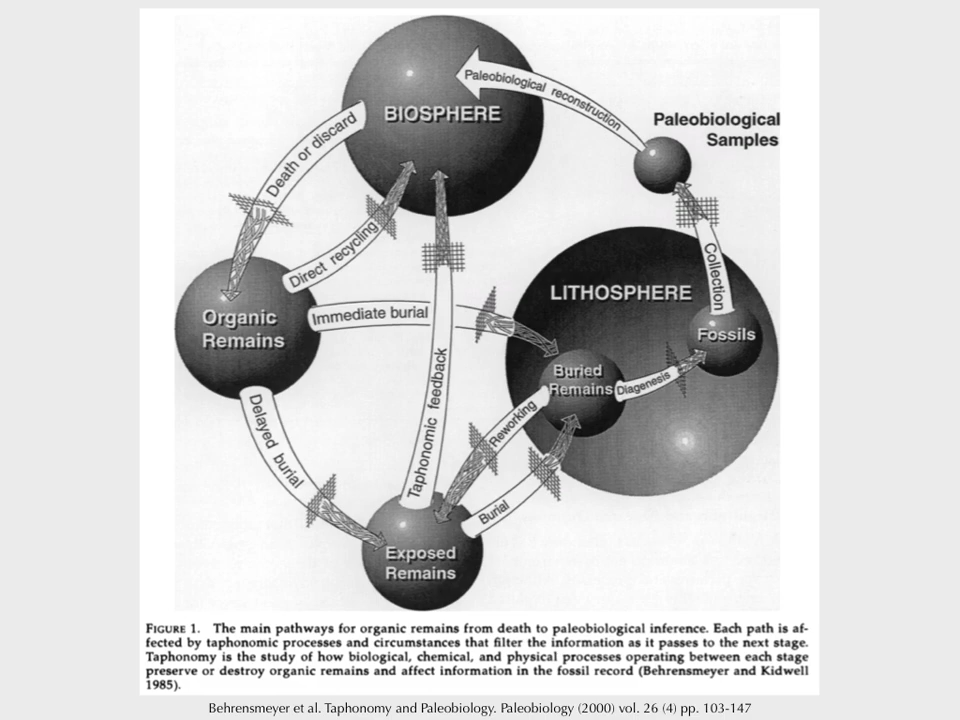 BIOSPHERE
Paleobiological reconstruction
Paleobiological
Samples
Death or discard
Direct recycling
Organic
Remains
Immediate burial
LITHOSPHERE
Collection
Fossils
Buried
Remains
Diagenesis
Reworking
Taphonomic feedback
Delayed burial
Burial
Exposed
Remains
FIGURE 1. The main pathways for organic remains from death to paleobiological inference. Each path is af-
fected by taphonomic processes and circumstances that filter the information as it passes to the next stage.
Taphonomy is the study of how biological, chemical, and physical processes operating between each stage
preserve or destroy organic remains and affect information in the fossil record (Behrensmeyer and Kidwell
1985).
Behrensmeyer et al. Taphonomy and Paleobiology. Paleobiology (2000) vol. 26 (4) pp. 103-147